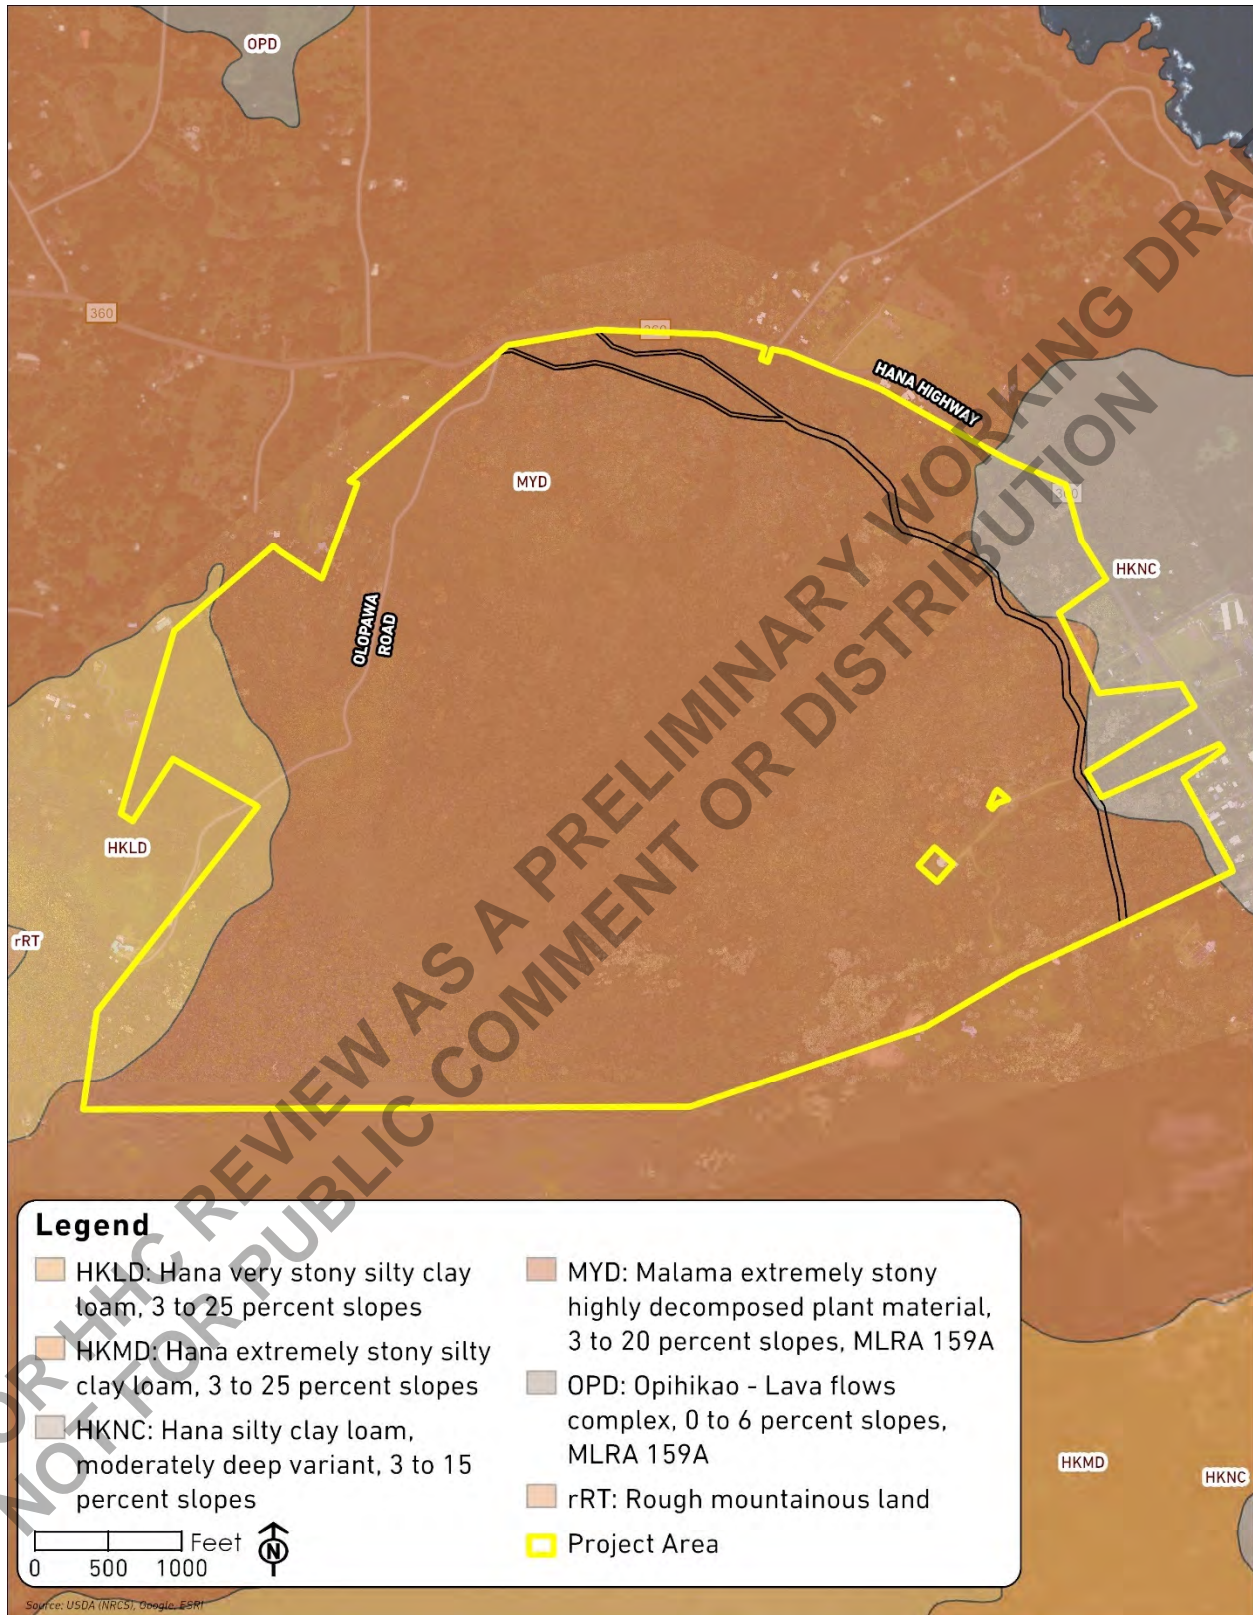 OPD
360
360
HANA HIGHWAY
MYD
360
HKNC
OLOPAWA
ROAD
HKLD
rRT
FOR HHC REVIEW AS A PRELIMINARY WORKING DRA
NOT FOR PUBLIC COMMENT OR DISTRIBUTION
Legend
HKLD: Hana very stony silty clay
loam, 3 to 25 percent slopes
HKMD: Hana extremely stony silty
clay loam, 3 to 25 percent slopes
HKNC: Hana silty clay loam,
moderately deep variant, 3 to 15
percent slopes
MYD: Malama extremely stony
highly decomposed plant material,
3 to 20 percent slopes, MLRA 159A
OPD: Opihikao - Lava flows
complex, 0 to 6 percent slopes,
MLRA 159A
rRT: Rough mountainous land
Project Area
Feet
0 500 1000
N
HKMD
HKNC
Source: USDA (NRCS), Google, ESRI